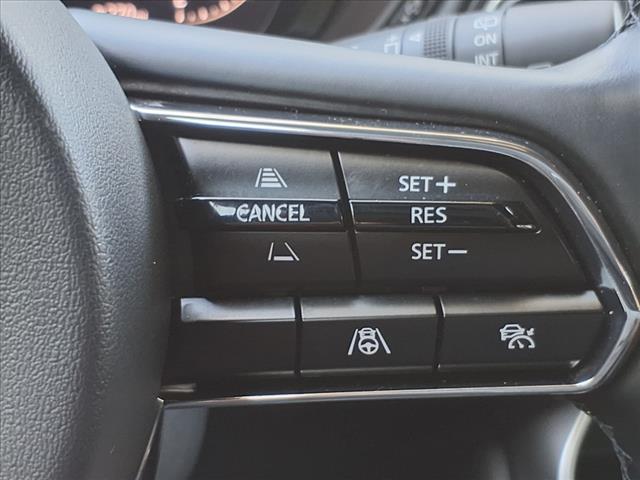 ON
INT
SET+
CANCEL
RES
SET−